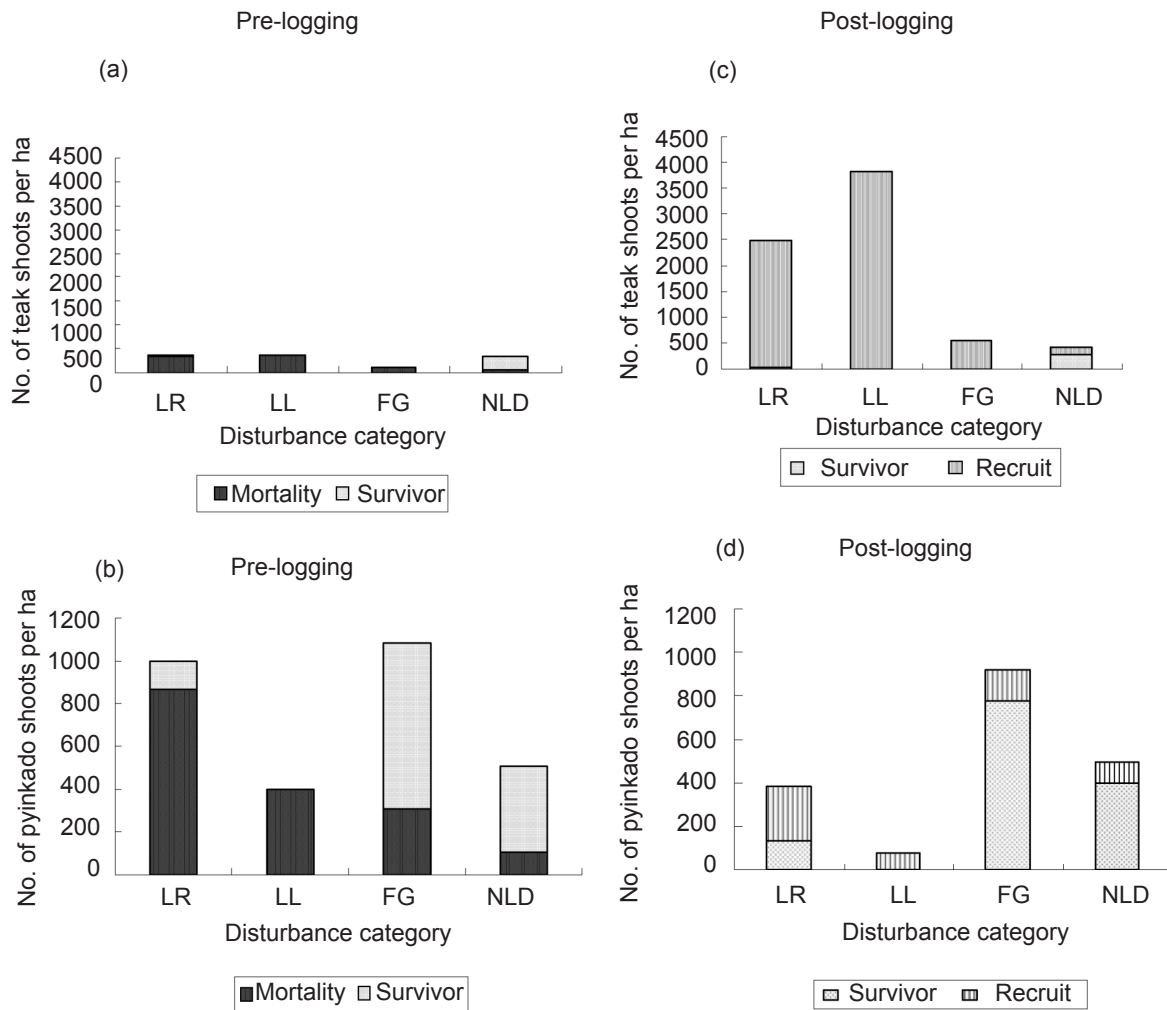 Pre-logging
(a)
No. of teak shoots per ha
4500
4000
3500
3000
2500
2000
1500
1000
500
0
LR LL FG NLD
Disturbance category
Mortality Survivor
Post-logging
(c)
No. of teak shoots per ha
4500
4000
3500
3000
2500
2000
1500
1000
500
0
LR LL FG NLD
Disturbance category
Survivor Recruit
(b) Pre-logging
No. of pyinkado shoots per ha
1200
1000
800
600
400
200
0
LR LL FG NLD
Disturbance category
Mortality Survivor
(d) Post-logging
No. of pyinkado shoots per ha
1200
1000
800
600
400
200
0
LR LL FG NLD
Disturbance category
Survivor Recruit